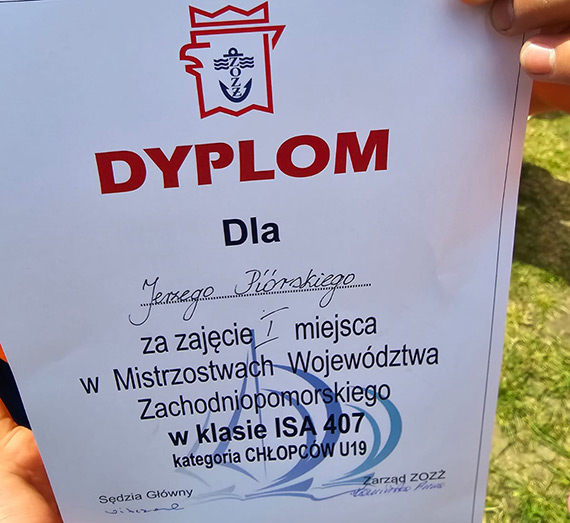 ZOZŻ
DYPLOM
Dla
Jerzego Piórskiego
za zajęcie I miejsca
w Mistrzostwach Województwa
Zachodniopomorskiego
w klasie ISA 407
kategoria CHŁOPCÓW U19
Sędzia Główny Zarząd ZOZŻ